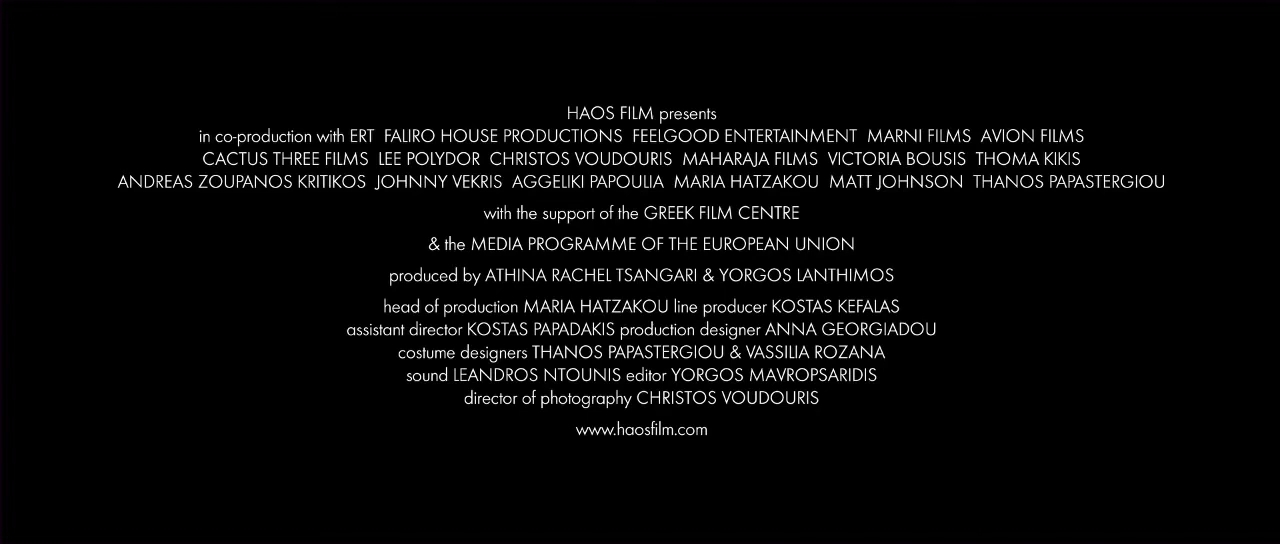 HAOS FILM presents
in co-production with ERT FALIRO HOUSE PRODUCTIONS FEELGOOD ENTERTAINMENT MARNI FILMS AVION FILMS
CACTUS THREE FILMS LEE POLYDOR CHRISTOS VOUDOURIS MAHARAJA FILMS VICTORIA BOUSIS THOMA KIKIS
ANDREAS ZOUPANOS KRITIKOS JOHNNY VEKRIS AGGELIKI PAPOULIA MARIA HATZAKOU MATT JOHNSON THANOS PAPASTERGIOU
with the support of the GREEK FILM CENTRE
& the MEDIA PROGRAMME OF THE EUROPEAN UNION
produced by ATHINA RACHEL TSANGARI & YORGOS LANTHIMOS
head of production MARIA HATZAKOU line producer KOSTAS KEFALAS
assistant director KOSTAS PAPADAKIS production designer ANNA GEORGIADOU
costume designers THANOS PAPASTERGIOU & VASSILIA ROZANA
sound LEANDROS NTOUNIS editor YORGOS MAVROPSARIDIS
director of photography CHRISTOS VOUDOURIS
www.haosfilm.com